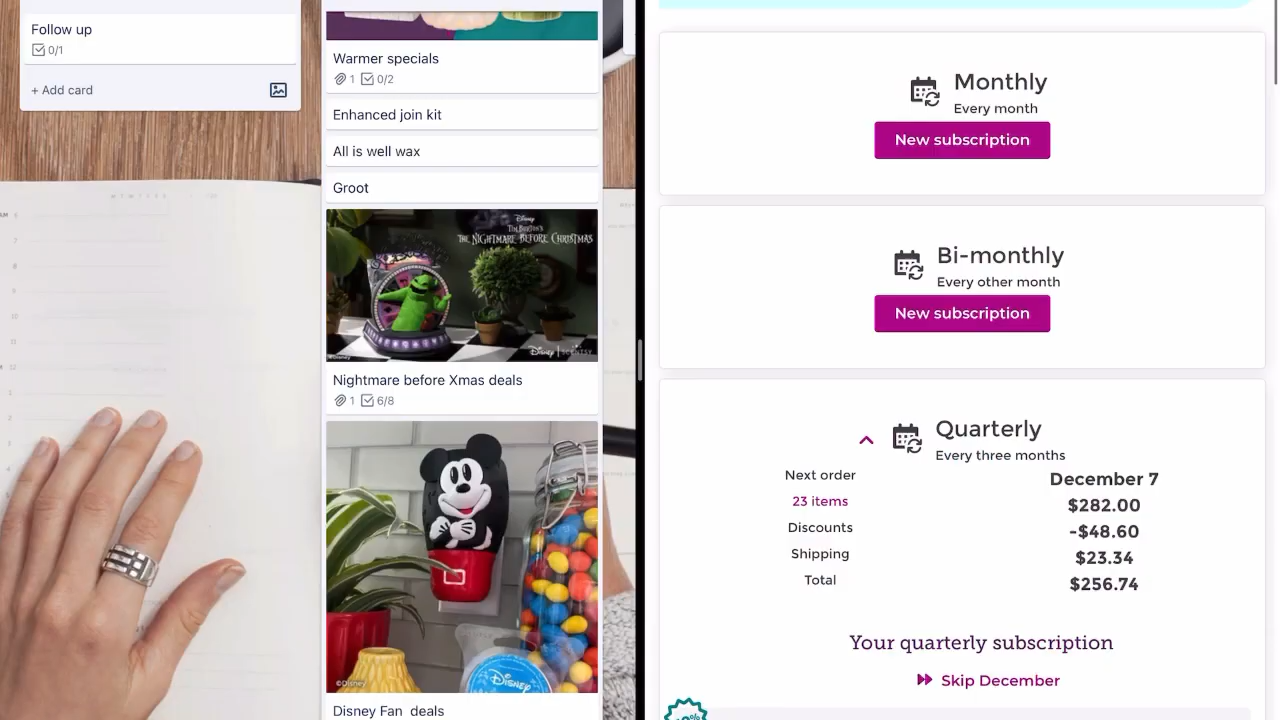 Follow up
0/1
+ Add card
Warmer specials
1 0/2
Enhanced join kit
All is well wax
Groot
Disney
TIM BURTON'S
THE NIGHTMARE BEFORE CHRISTMAS
Disney | SCENTSY
©Disney
Nightmare before Xmas deals
1 6/8
DISNEY
©Disney
Disney Fan deals
Monthly
Every month
New subscription
Bi-monthly
Every other month
New subscription
Quarterly
Every three months
Next order December 7
23 items $282.00
Discounts -$48.60
Shipping $23.34
Total $256.74
Your quarterly subscription
Skip December